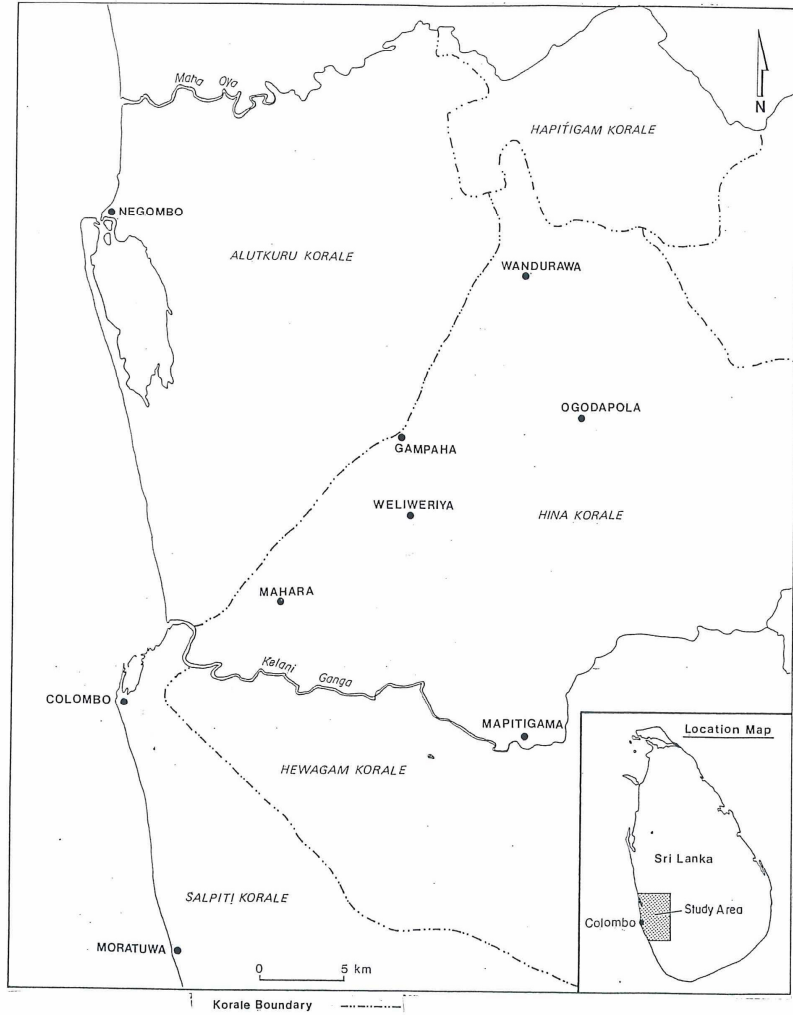 Maha Oya
N
HAPITIGAM KORALE
NEGOMBO
ALUTKURU KORALE
WANDURAWA
OGODAPOLA
GAMPAHA
WELIWERIYA
HINA KORALE
MAHARA
Kelani Ganga
COLOMBO
MAPITIGAMA
HEWAGAM KORALE
SALPITI KORALE
MORATUWA
0 5 km
Location Map
Sri Lanka
Study Area
Colombo
Korale Boundary